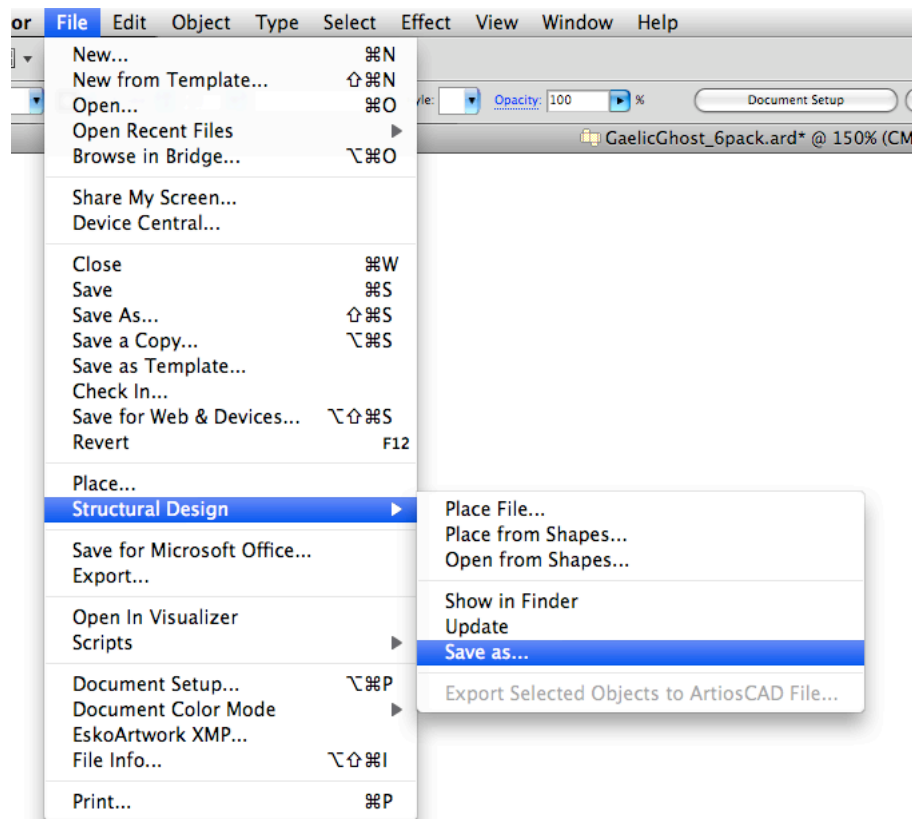 or File Edit Object Type Select Effect View Window Help
yle: Opacity: 100 % Document Setup
GaelicGhost_6pack.ard* @ 150% (CM
New... ⌘N
New from Template... ⇧⌘N
Open... ⌘O
Open Recent Files
Browse in Bridge... ⌥⌘O
Share My Screen...
Device Central...
Close ⌘W
Save ⌘S
Save As... ⇧⌘S
Save a Copy... ⌥⌘S
Save as Template...
Check In...
Save for Web & Devices... ⌥⇧⌘S
Revert F12
Place...
Structural Design
Save for Microsoft Office...
Export...
Open In Visualizer
Scripts
Document Setup... ⌥⌘P
Document Color Mode
EskoArtwork XMP...
File Info... ⌥⇧⌘I
Print... ⌘P
Place File...
Place from Shapes...
Open from Shapes...
Show in Finder
Update
Save as...
Export Selected Objects to ArtiosCAD File...